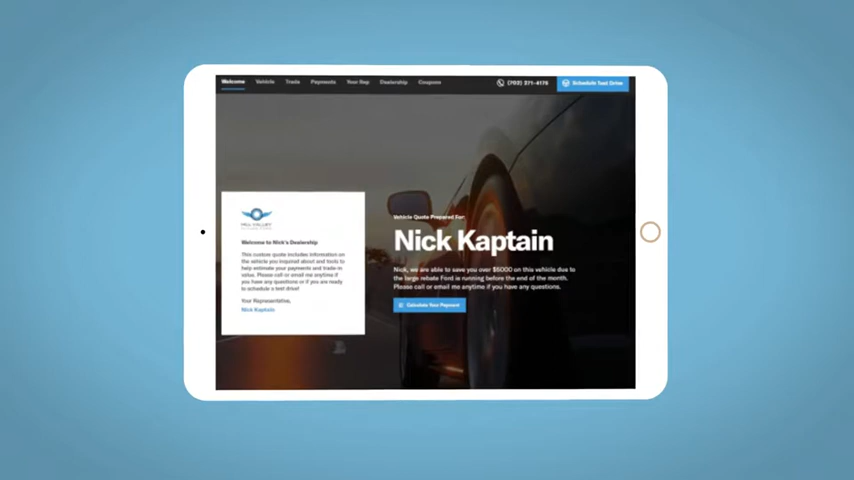 Welcome Vehicle Trade Payments Your Rep Dealership Coupons (702) 371-4176 Schedule Test Drive
VALLEY
Welcome to Nick's Dealership
This custom quote includes information on
the vehicle you inquired about and tools to
help estimate your payments and trade-in
value. Please call or email me anytime if
you have any questions or if you are ready
to schedule a test drive!
Your Representative,
Nick Kaptain
Vehicle Quote Prepared For:
Nick Kaptain
Nick, we are able to save you over $6000 on this vehicle due to
the large rebate Ford is running before the end of the month.
Please call or email me anytime if you have any questions.
Calculate Your Payment